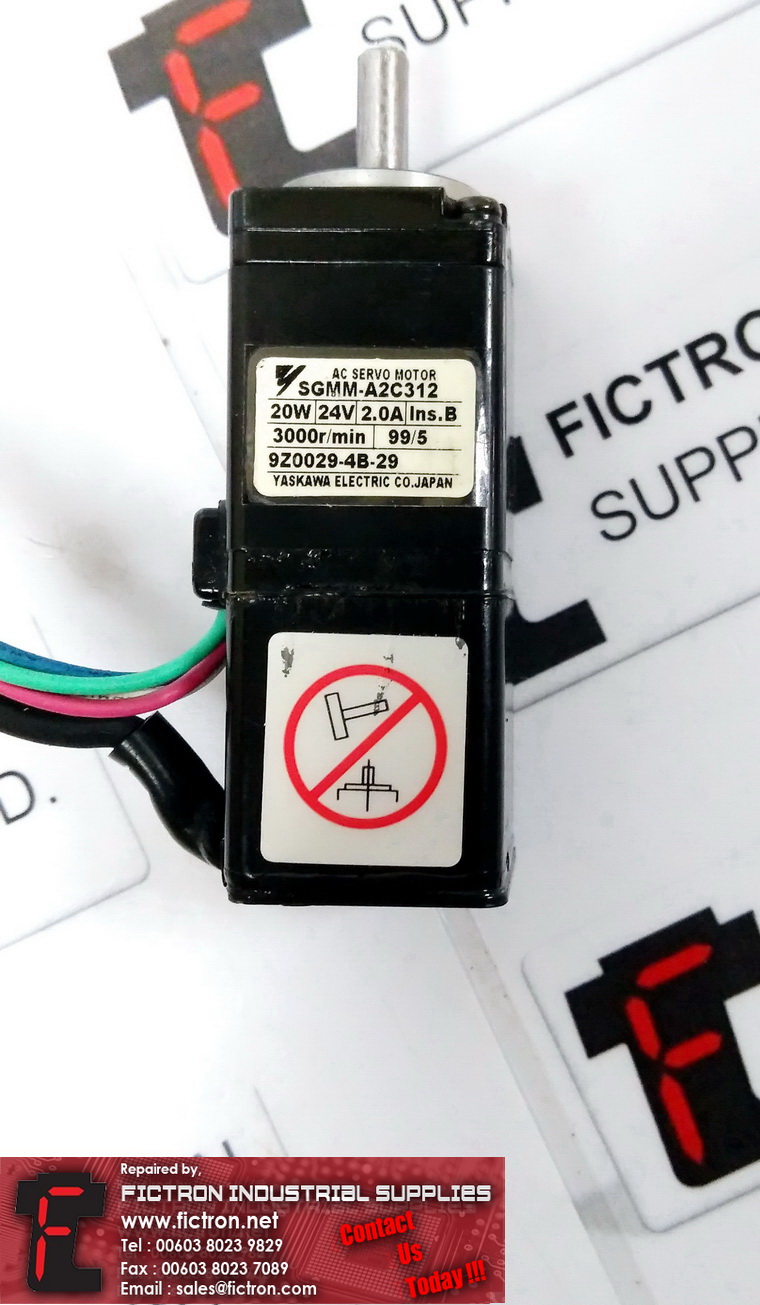 SUP
FICTRO
SUPP
AC SERVO MOTOR
SGMM-A2C312
20W 24V 2.0A Ins.B
3000r/min 99/5
9Z0029-4B-29
YASKAWA ELECTRIC CO.JAPAN
D.
Repaired by,
FICTRON INDUSTRIAL SUPPLIES
www.fictron.net
Tel : 00603 8023 9829
Fax : 00603 8023 7089
Email : sales@fictron.com
Contact
Us
Today !!!